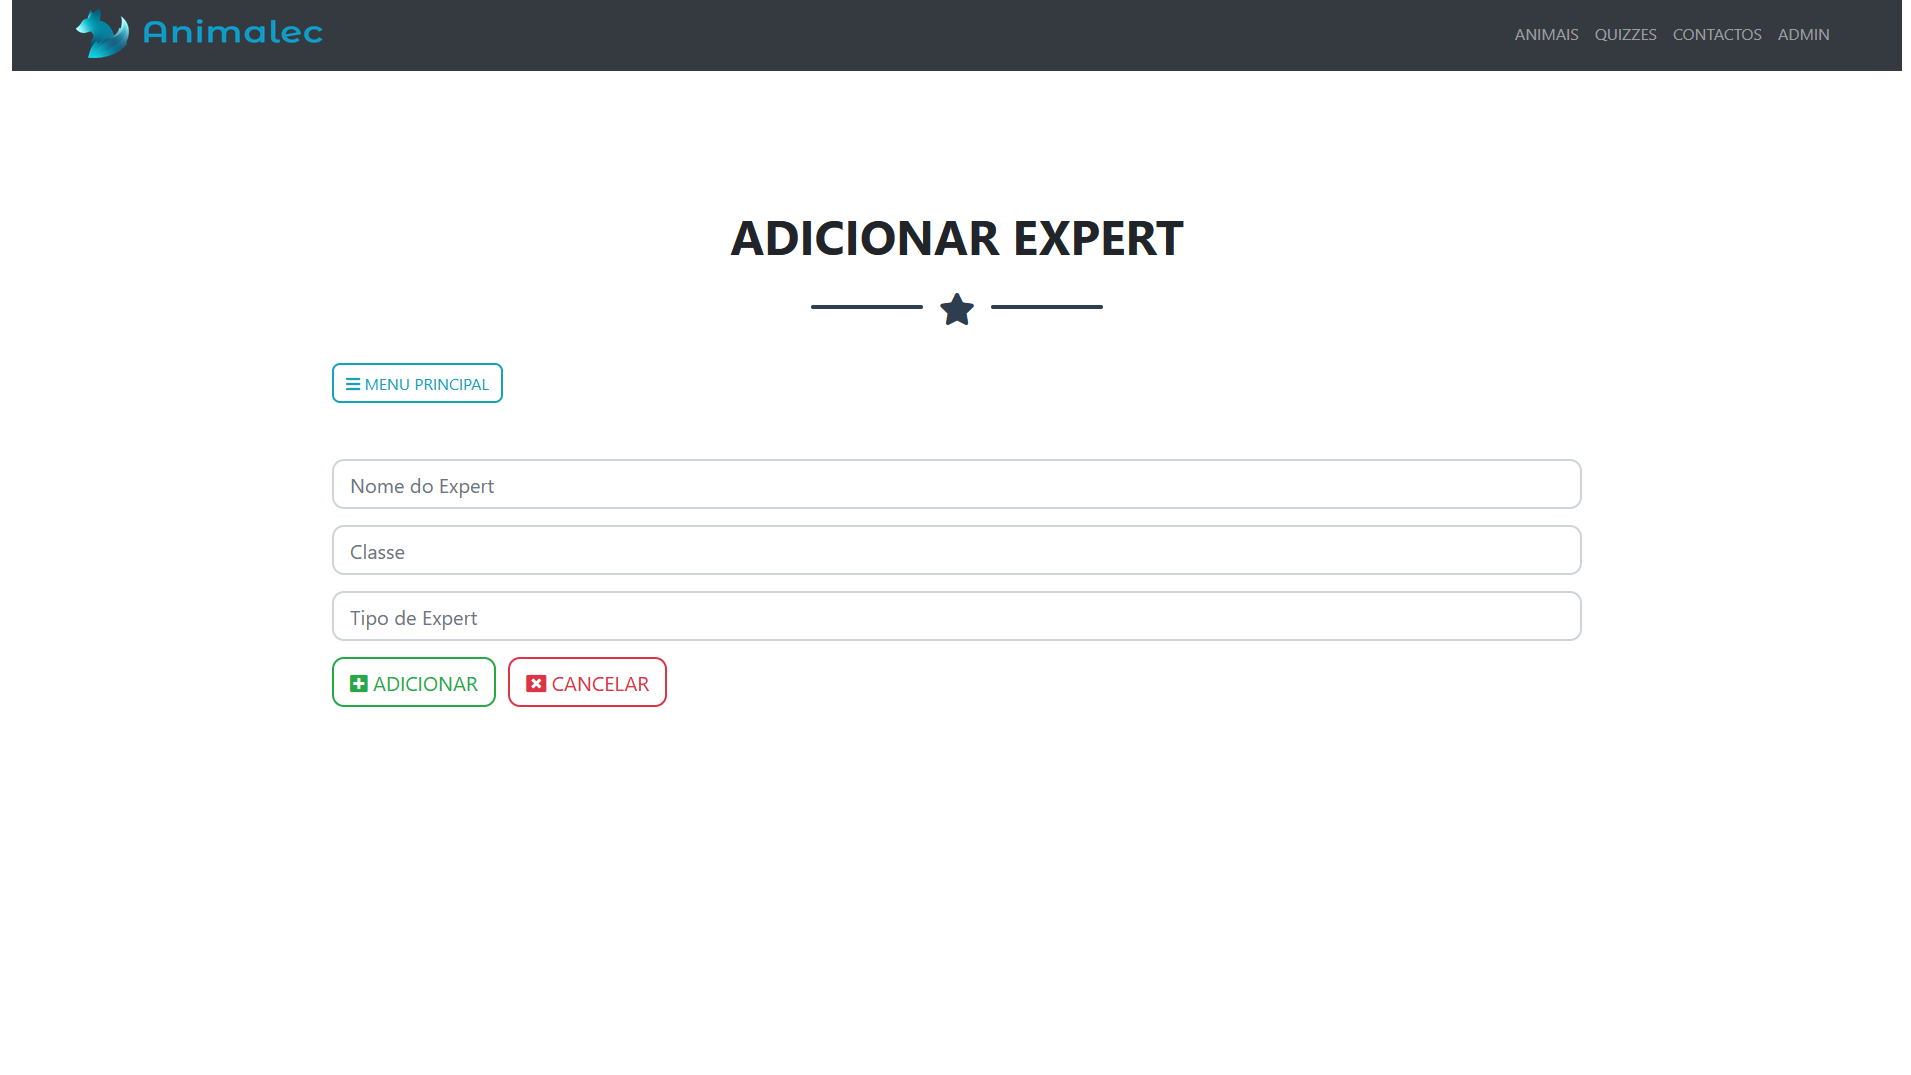 Animalec
ANIMAIS QUIZZES CONTACTOS ADMIN
ADICIONAR EXPERT
MENU PRINCIPAL
Nome do Expert
Classe
Tipo de Expert
ADICIONAR CANCELAR